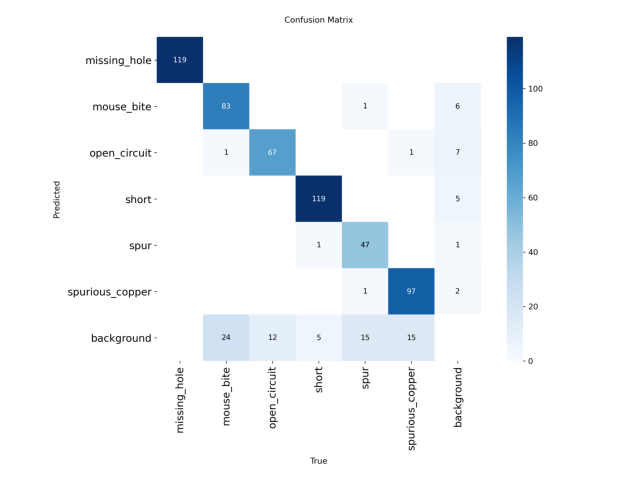 Confusion Matrix
missing_hole 119
mouse_bite 83 1 6
open_circuit 1 67 1 7
short 119 5
spur 1 47 1
spurious_copper 1 97 2
background 24 12 5 15 15
Predicted
missing_hole mouse_bite open_circuit short spur spurious_copper background
True
100
80
60
40
20
0